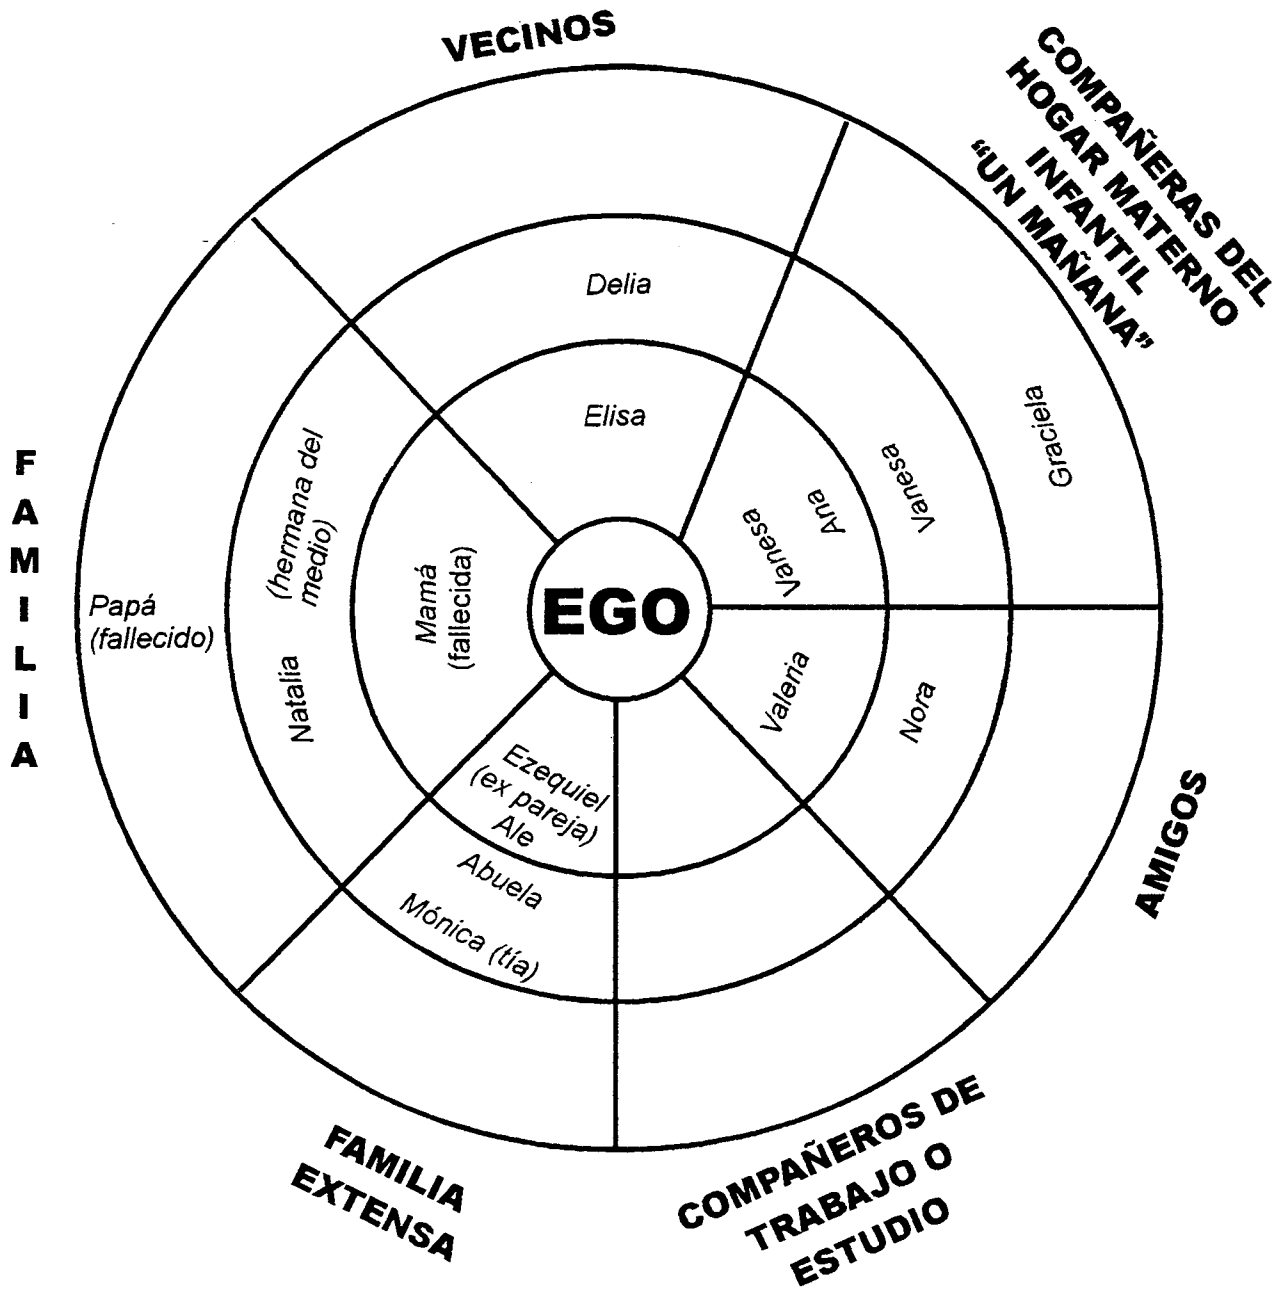 VECINOS
COMPAÑERAS DEL
HOGAR MATERNO
INFANTIL
“UN MAÑANA”
Delia
Elisa
Graciela
Vanesa
Ana
Vanesa
FAMILIA
(hermana del
medio)
Natalia
Mamá
(fallecida)
Papá
(fallecido)
EGO
Valeria
Nora
AMIGOS
Ezequiel
(ex pareja)
Ale
Abuela
Mónica (tía)
FAMILIA
EXTENSA
COMPAÑEROS DE
TRABAJO O
ESTUDIO